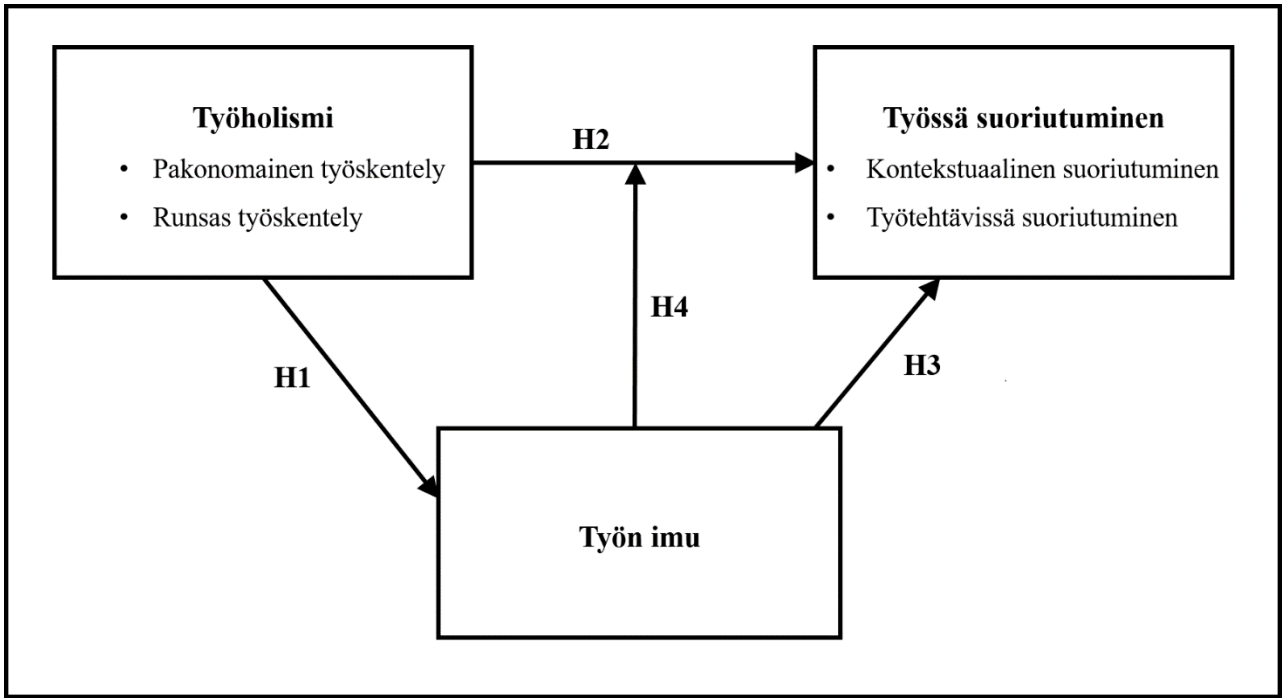 Työholismi
• Pakonomainen työskentely
• Runsas työskentely
H2
Työssä suoriutuminen
• Kontekstuaalinen suoriutuminen
• Työtehtävissä suoriutuminen
H4
H1
H3
Työn imu